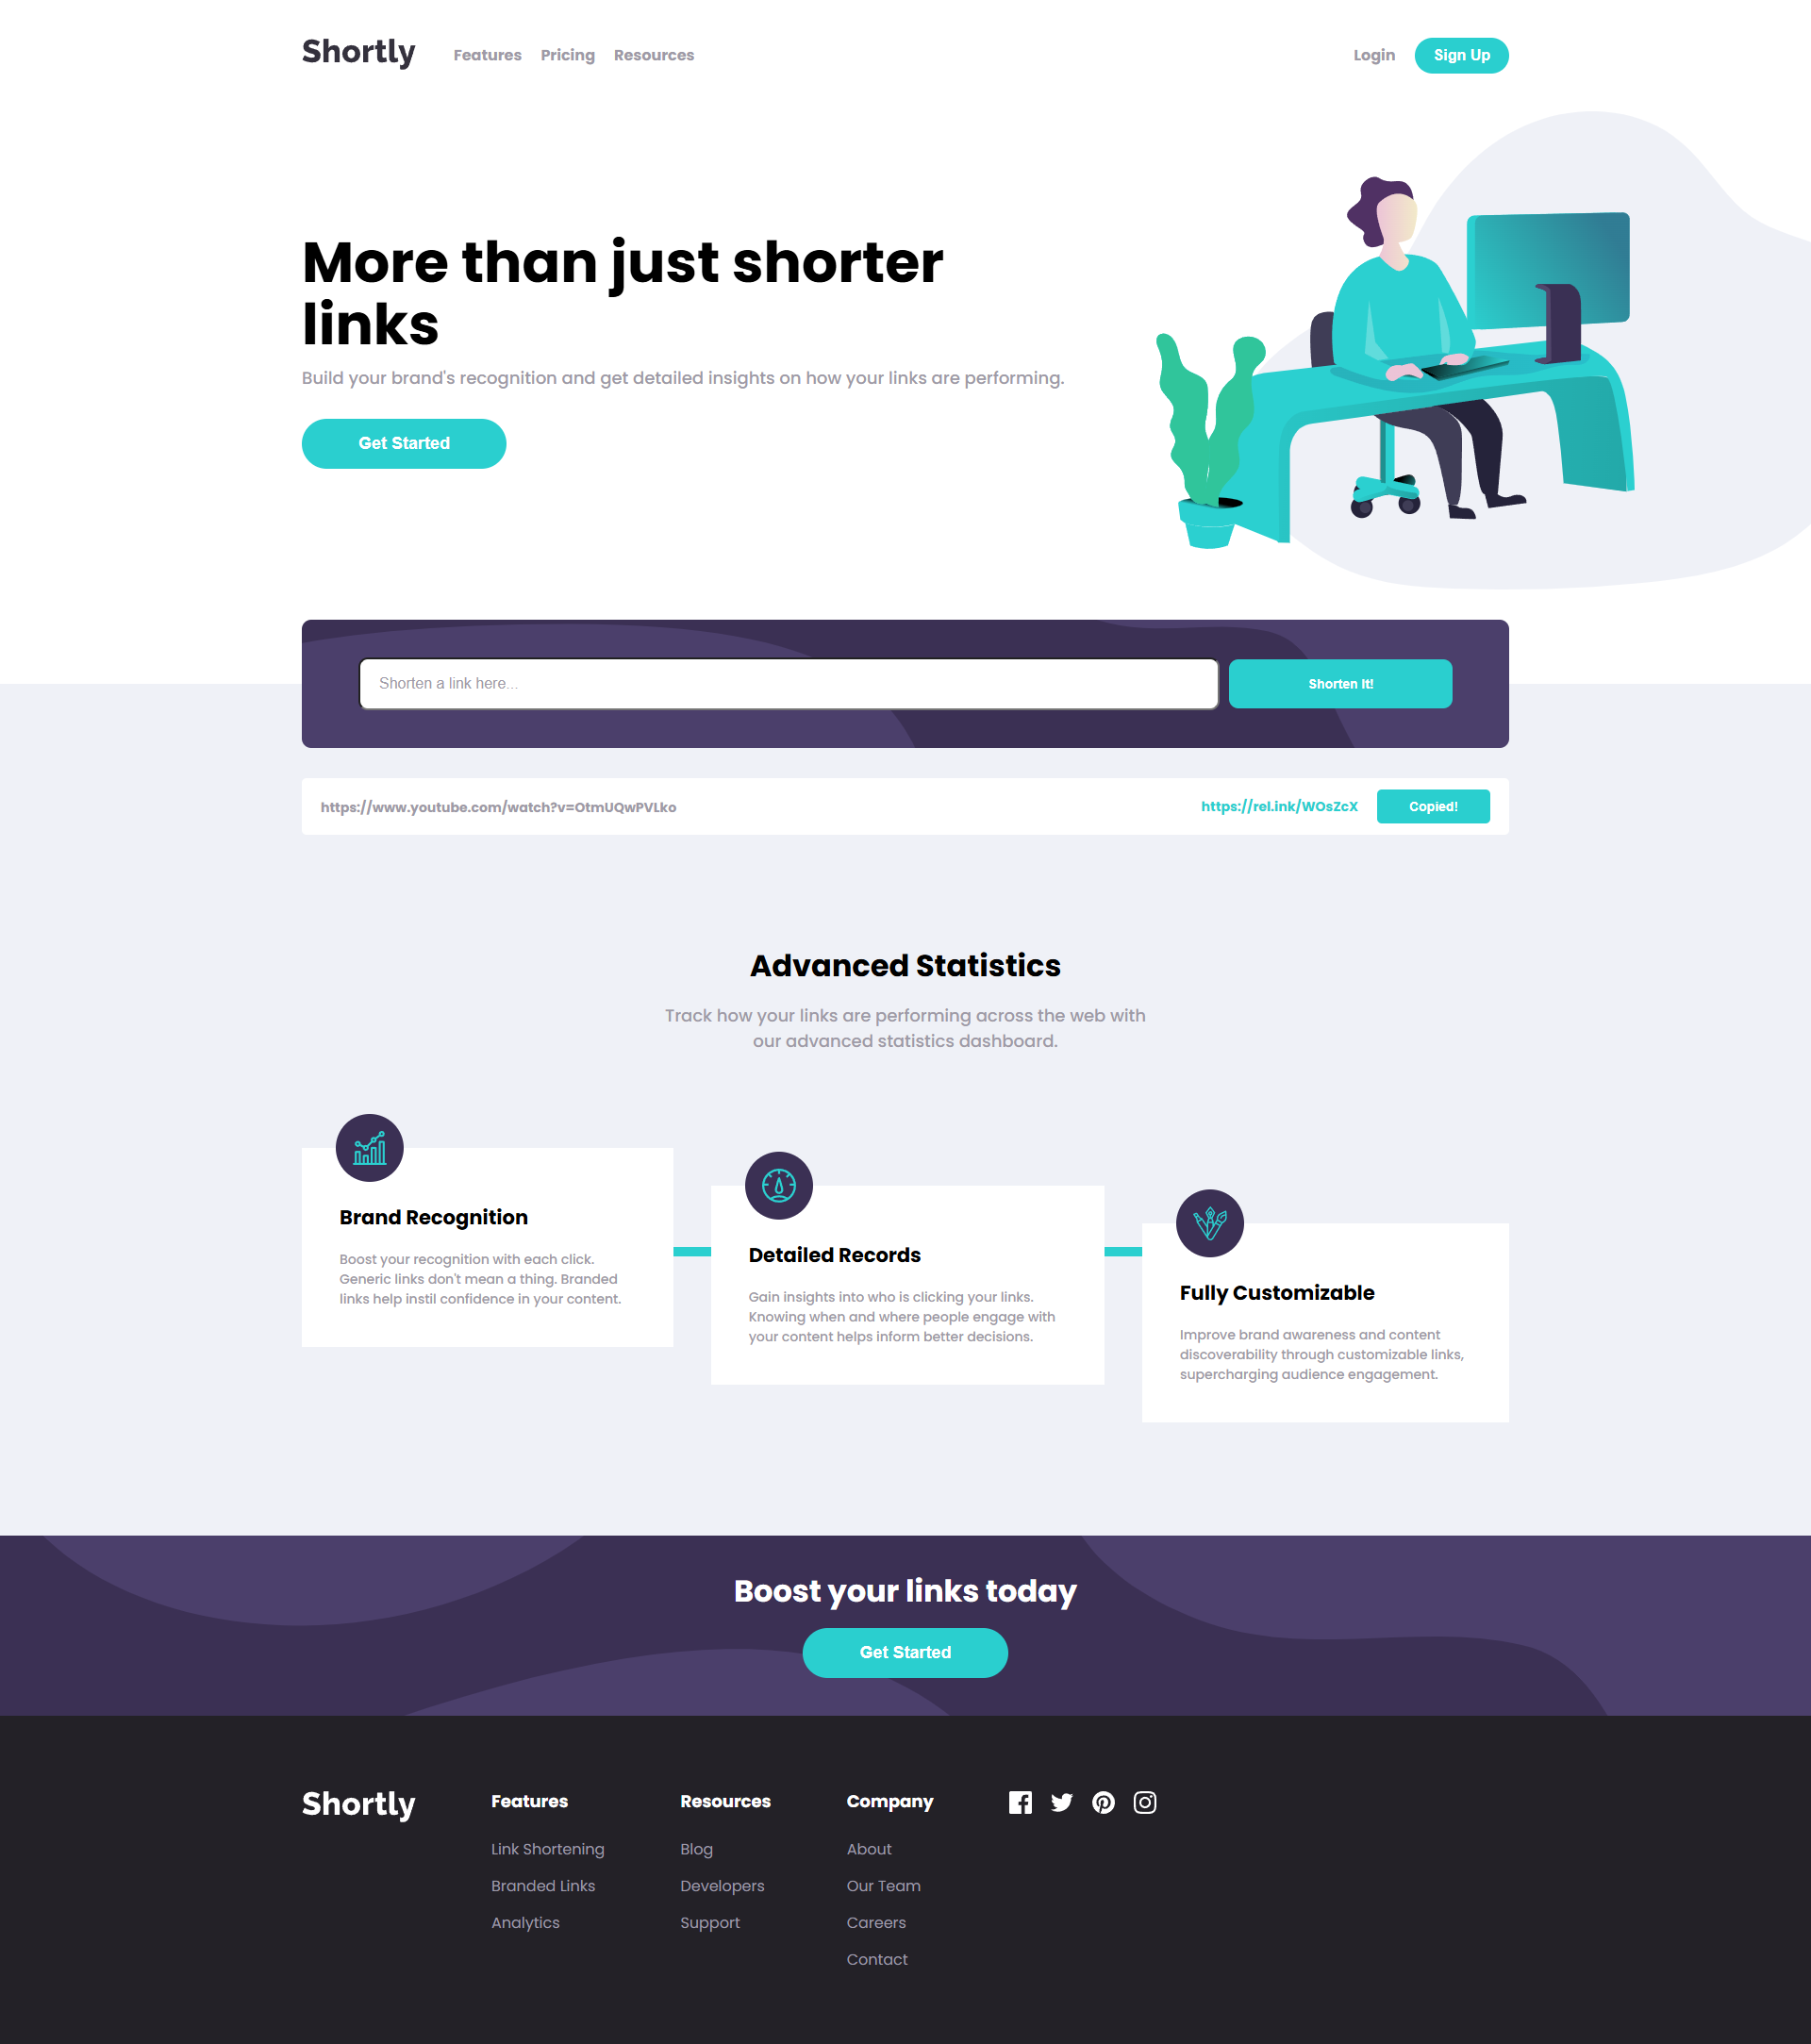 Shortly
Features
Pricing
Resources
Login
Sign Up
More than just shorter
links
Build your brand's recognition and get detailed insights on how your links are performing.
Get Started
Shorten a link here...
Shorten It!
https://www.youtube.com/watch?v=OtmUQwPVLko
https://rel.ink/WOsZcX
Copied!
Advanced Statistics
Track how your links are performing across the web with
our advanced statistics dashboard.
Brand Recognition
Boost your recognition with each click.
Generic links don't mean a thing. Branded
links help instil confidence in your content.
Detailed Records
Gain insights into who is clicking your links.
Knowing when and where people engage with
your content helps inform better decisions.
Fully Customizable
Improve brand awareness and content
discoverability through customizable links,
supercharging audience engagement.
Boost your links today
Get Started
Shortly
Features
Link Shortening
Branded Links
Analytics
Resources
Blog
Developers
Support
Company
About
Our Team
Careers
Contact